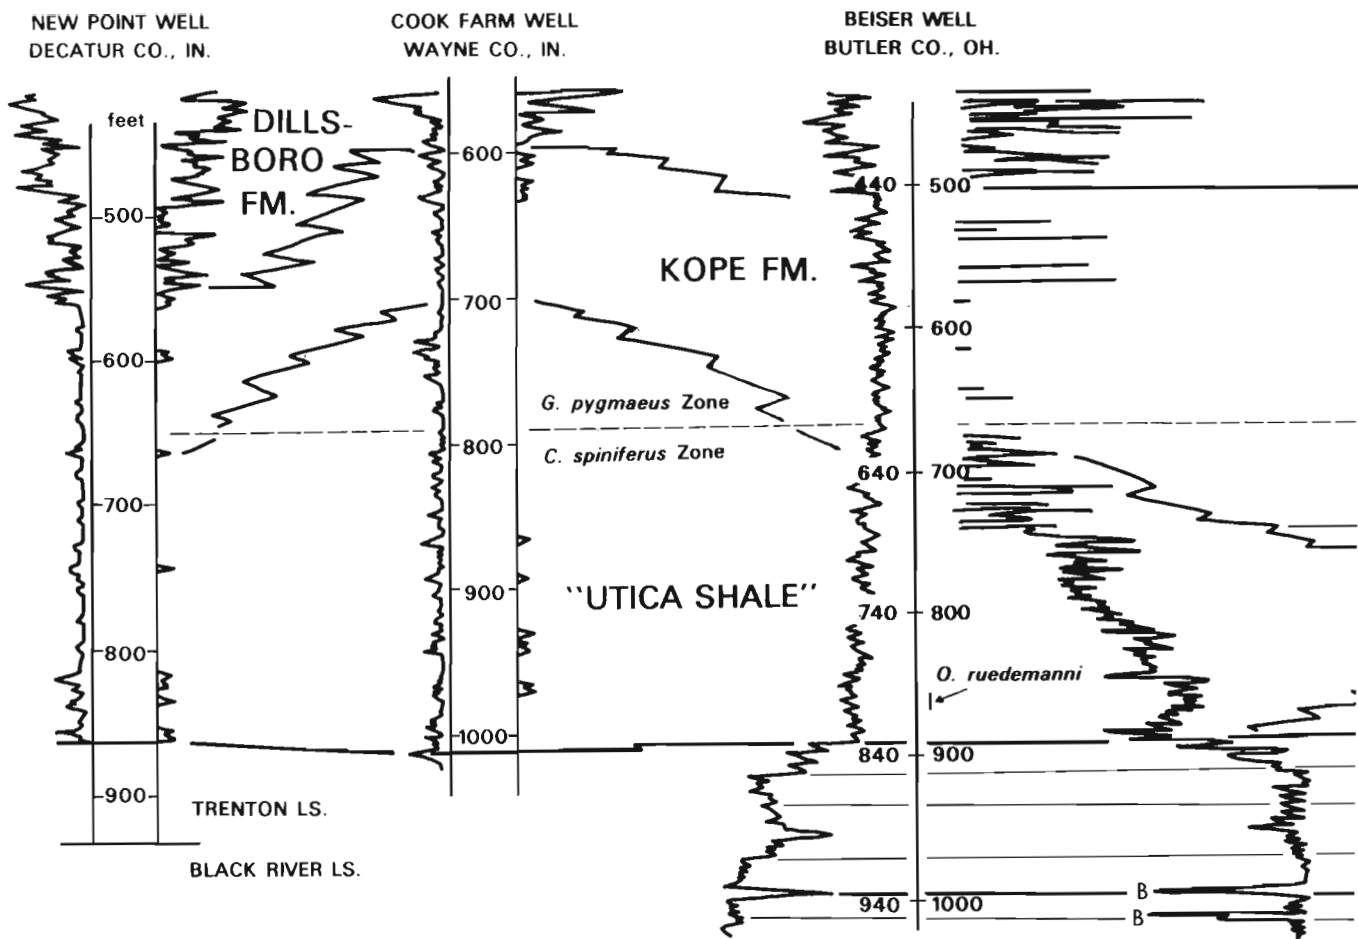 NEW POINT WELL
DECATUR CO., IN.
COOK FARM WELL
WAYNE CO., IN.
BEISER WELL
BUTLER CO., OH.
feet
DILLS-
BORO
FM.
500
600
700
800
900
600
700
800
900
1000
KOPE FM.
G. pygmaeus Zone
C. spiniferus Zone
"UTICA SHALE"
440 500
600
640 700
740 800
O. ruedemanni
840 900
B
940 1000
B
TRENTON LS.
BLACK RIVER LS.